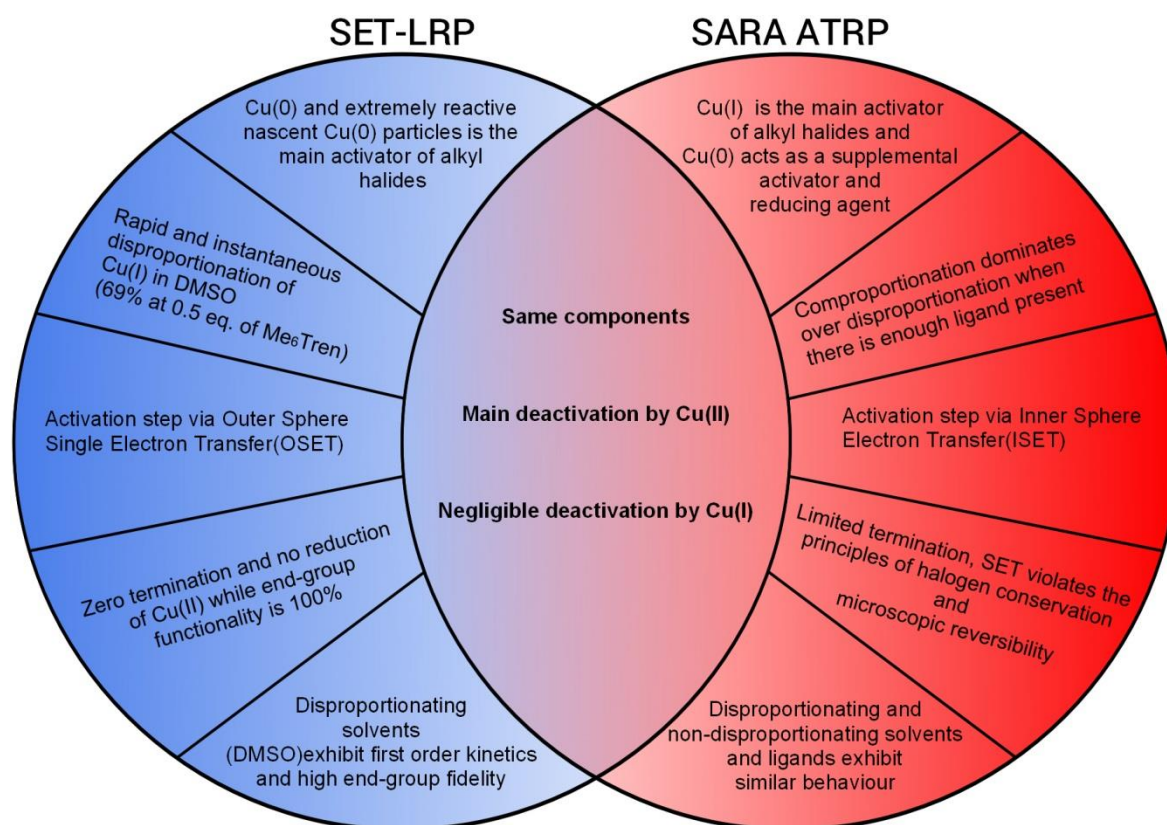 SET-LRP
SARA ATRP
Cu(0) and extremely reactive
nascent Cu(0) particles is the
main activator of alkyl
halides
Rapid and instantaneous
disproportionation of
Cu(I) in DMSO
(69% at 0.5 eq. of Me₆Tren)
Activation step via Outer Sphere
Single Electron Transfer(OSET)
Zero termination and no reduction
of Cu(II) while end-group
functionality is 100%
Disproportionating
solvents
(DMSO)exhibit first order kinetics
and high end-group fidelity
Same components
Main deactivation by Cu(II)
Negligible deactivation by Cu(I)
Cu(I) is the main activator
of alkyl halides and
Cu(0) acts as a supplemental
activator and
reducing agent
Comproportionation dominates
over disproportionation when
there is enough ligand present
Activation step via Inner Sphere
Electron Transfer(ISET)
Limited termination, SET violates the
principles of halogen conservation
and
microscopic reversibility
Disproportionating and
non-disproportionating solvents
and ligands exhibit
similar behaviour